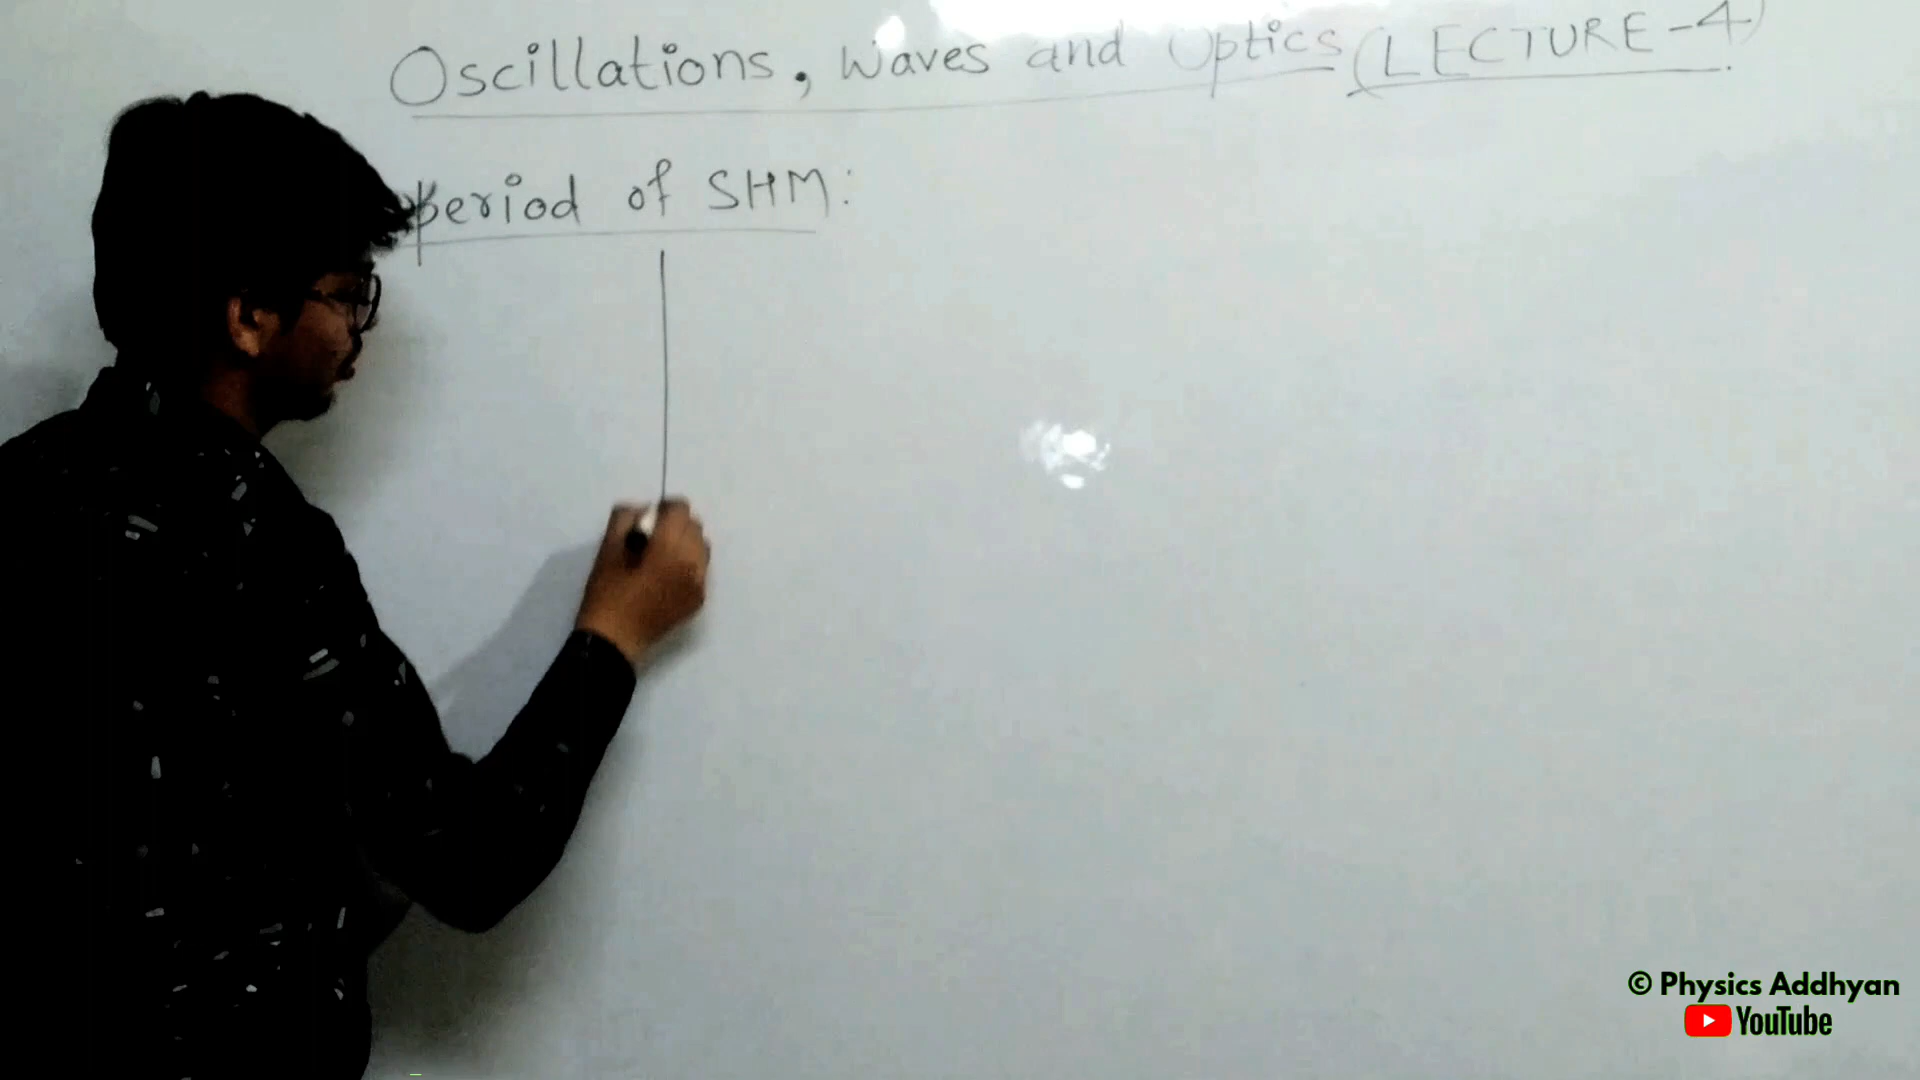 Oscillations, Waves and Optics (LECTURE-4)
period of SHM:
© Physics Addhyan
YouTube